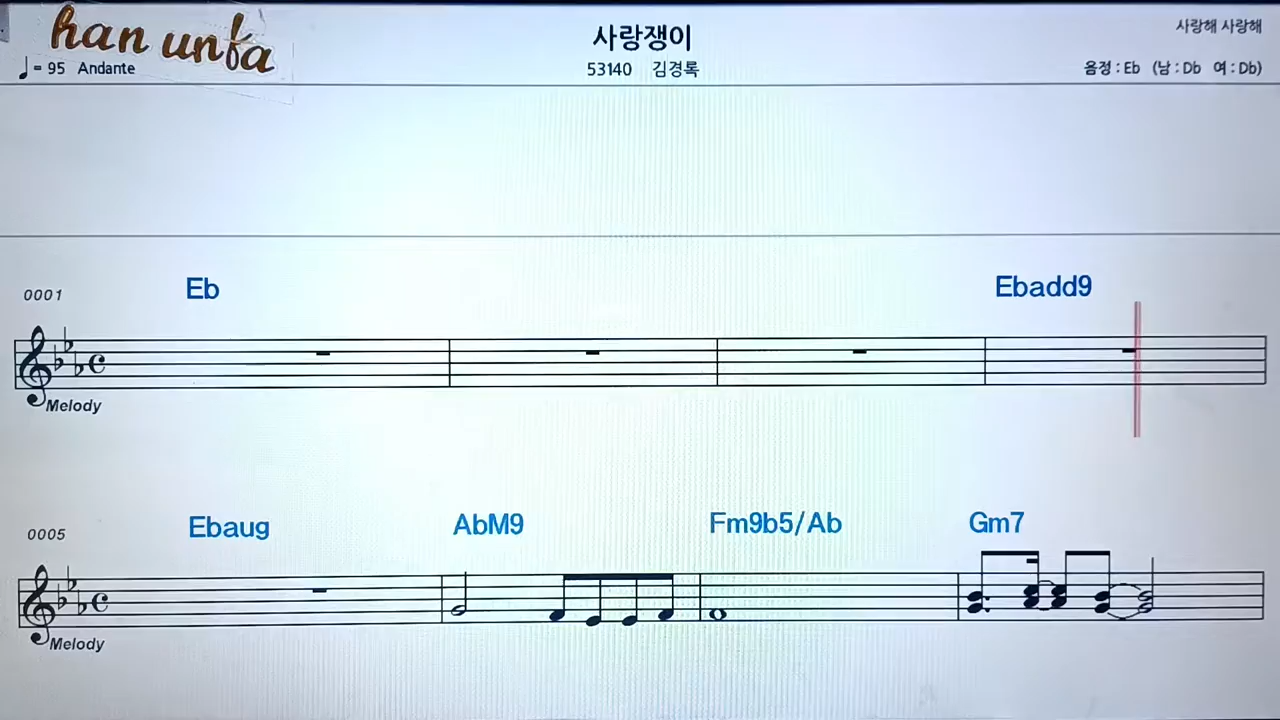 han unfa
사랑쟁이
사랑해 사랑해
♩= 95 Andante
53140 김경록
음정 : Eb (남 : Db 여 : Db)
0001 Eb Ebadd9
Melody
0005 Ebaug AbM9 Fm9b5/Ab Gm7
Melody